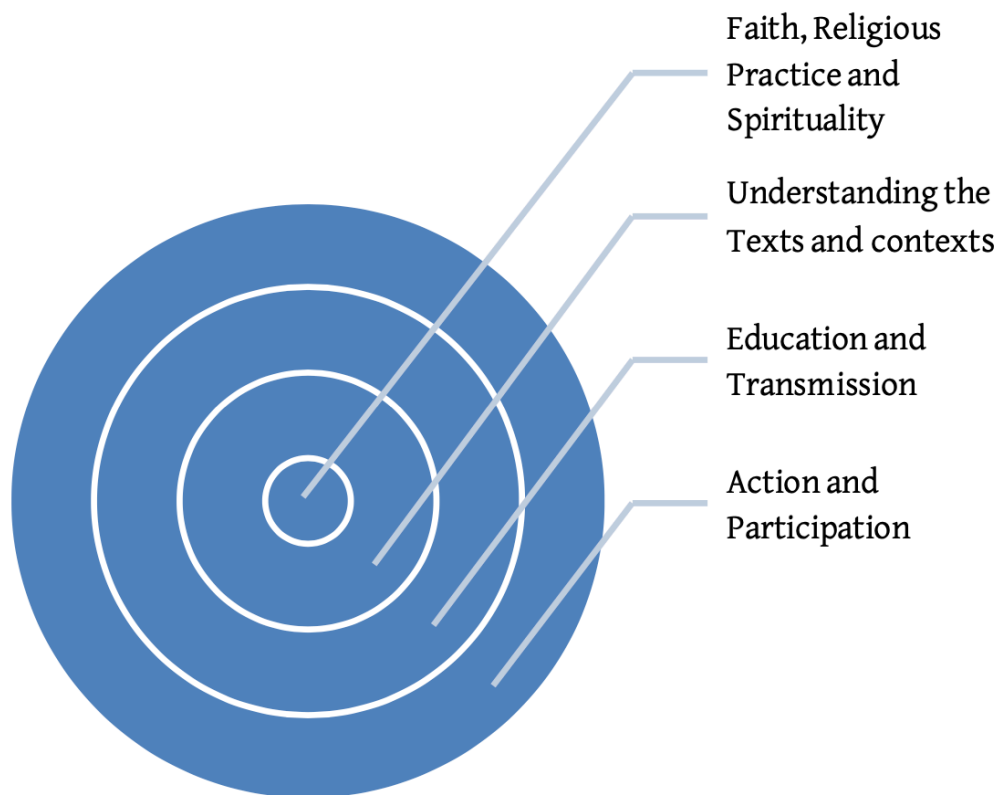 Faith, Religious
Practice and
Spirituality
Understanding the
Texts and contexts
Education and
Transmission
Action and
Participation